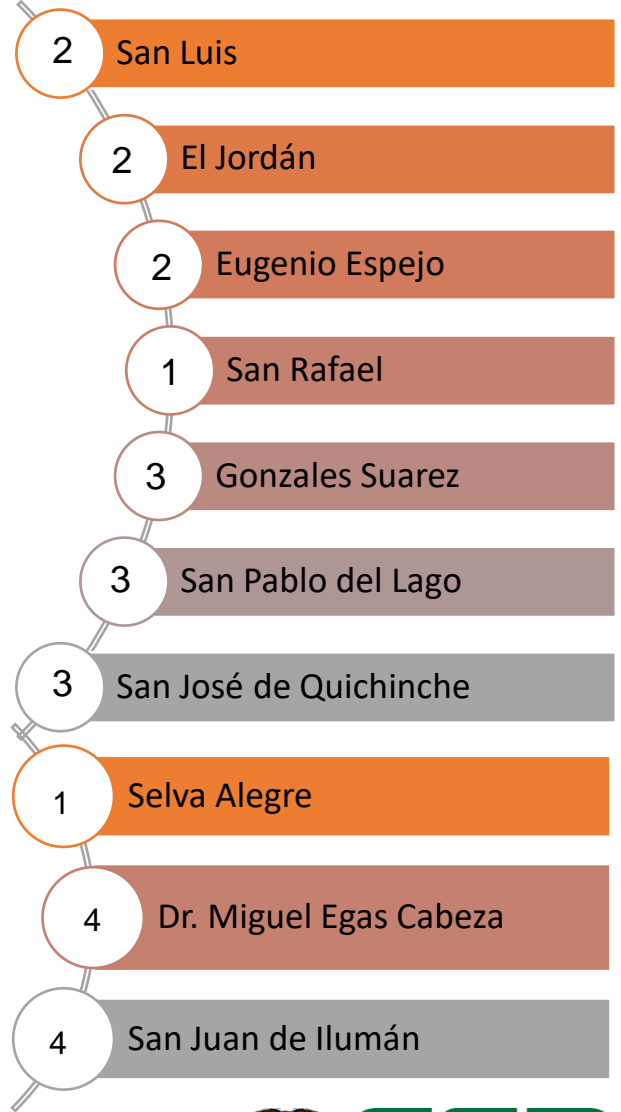 2 San Luis
2 El Jordán
2 Eugenio Espejo
1 San Rafael
3 Gonzales Suarez
3 San Pablo del Lago
3 San José de Quichinche
1 Selva Alegre
4 Dr. Miguel Egas Cabeza
4 San Juan de Ilumán